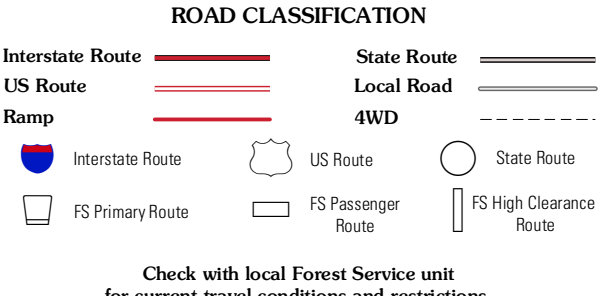 ROAD CLASSIFICATION
Interstate Route
State Route
US Route
Local Road
Ramp
4WD
Interstate Route
US Route
State Route
FS Primary Route
FS Passenger
Route
FS High Clearance
Route
Check with local Forest Service unit
for current travel conditions and restrictions.